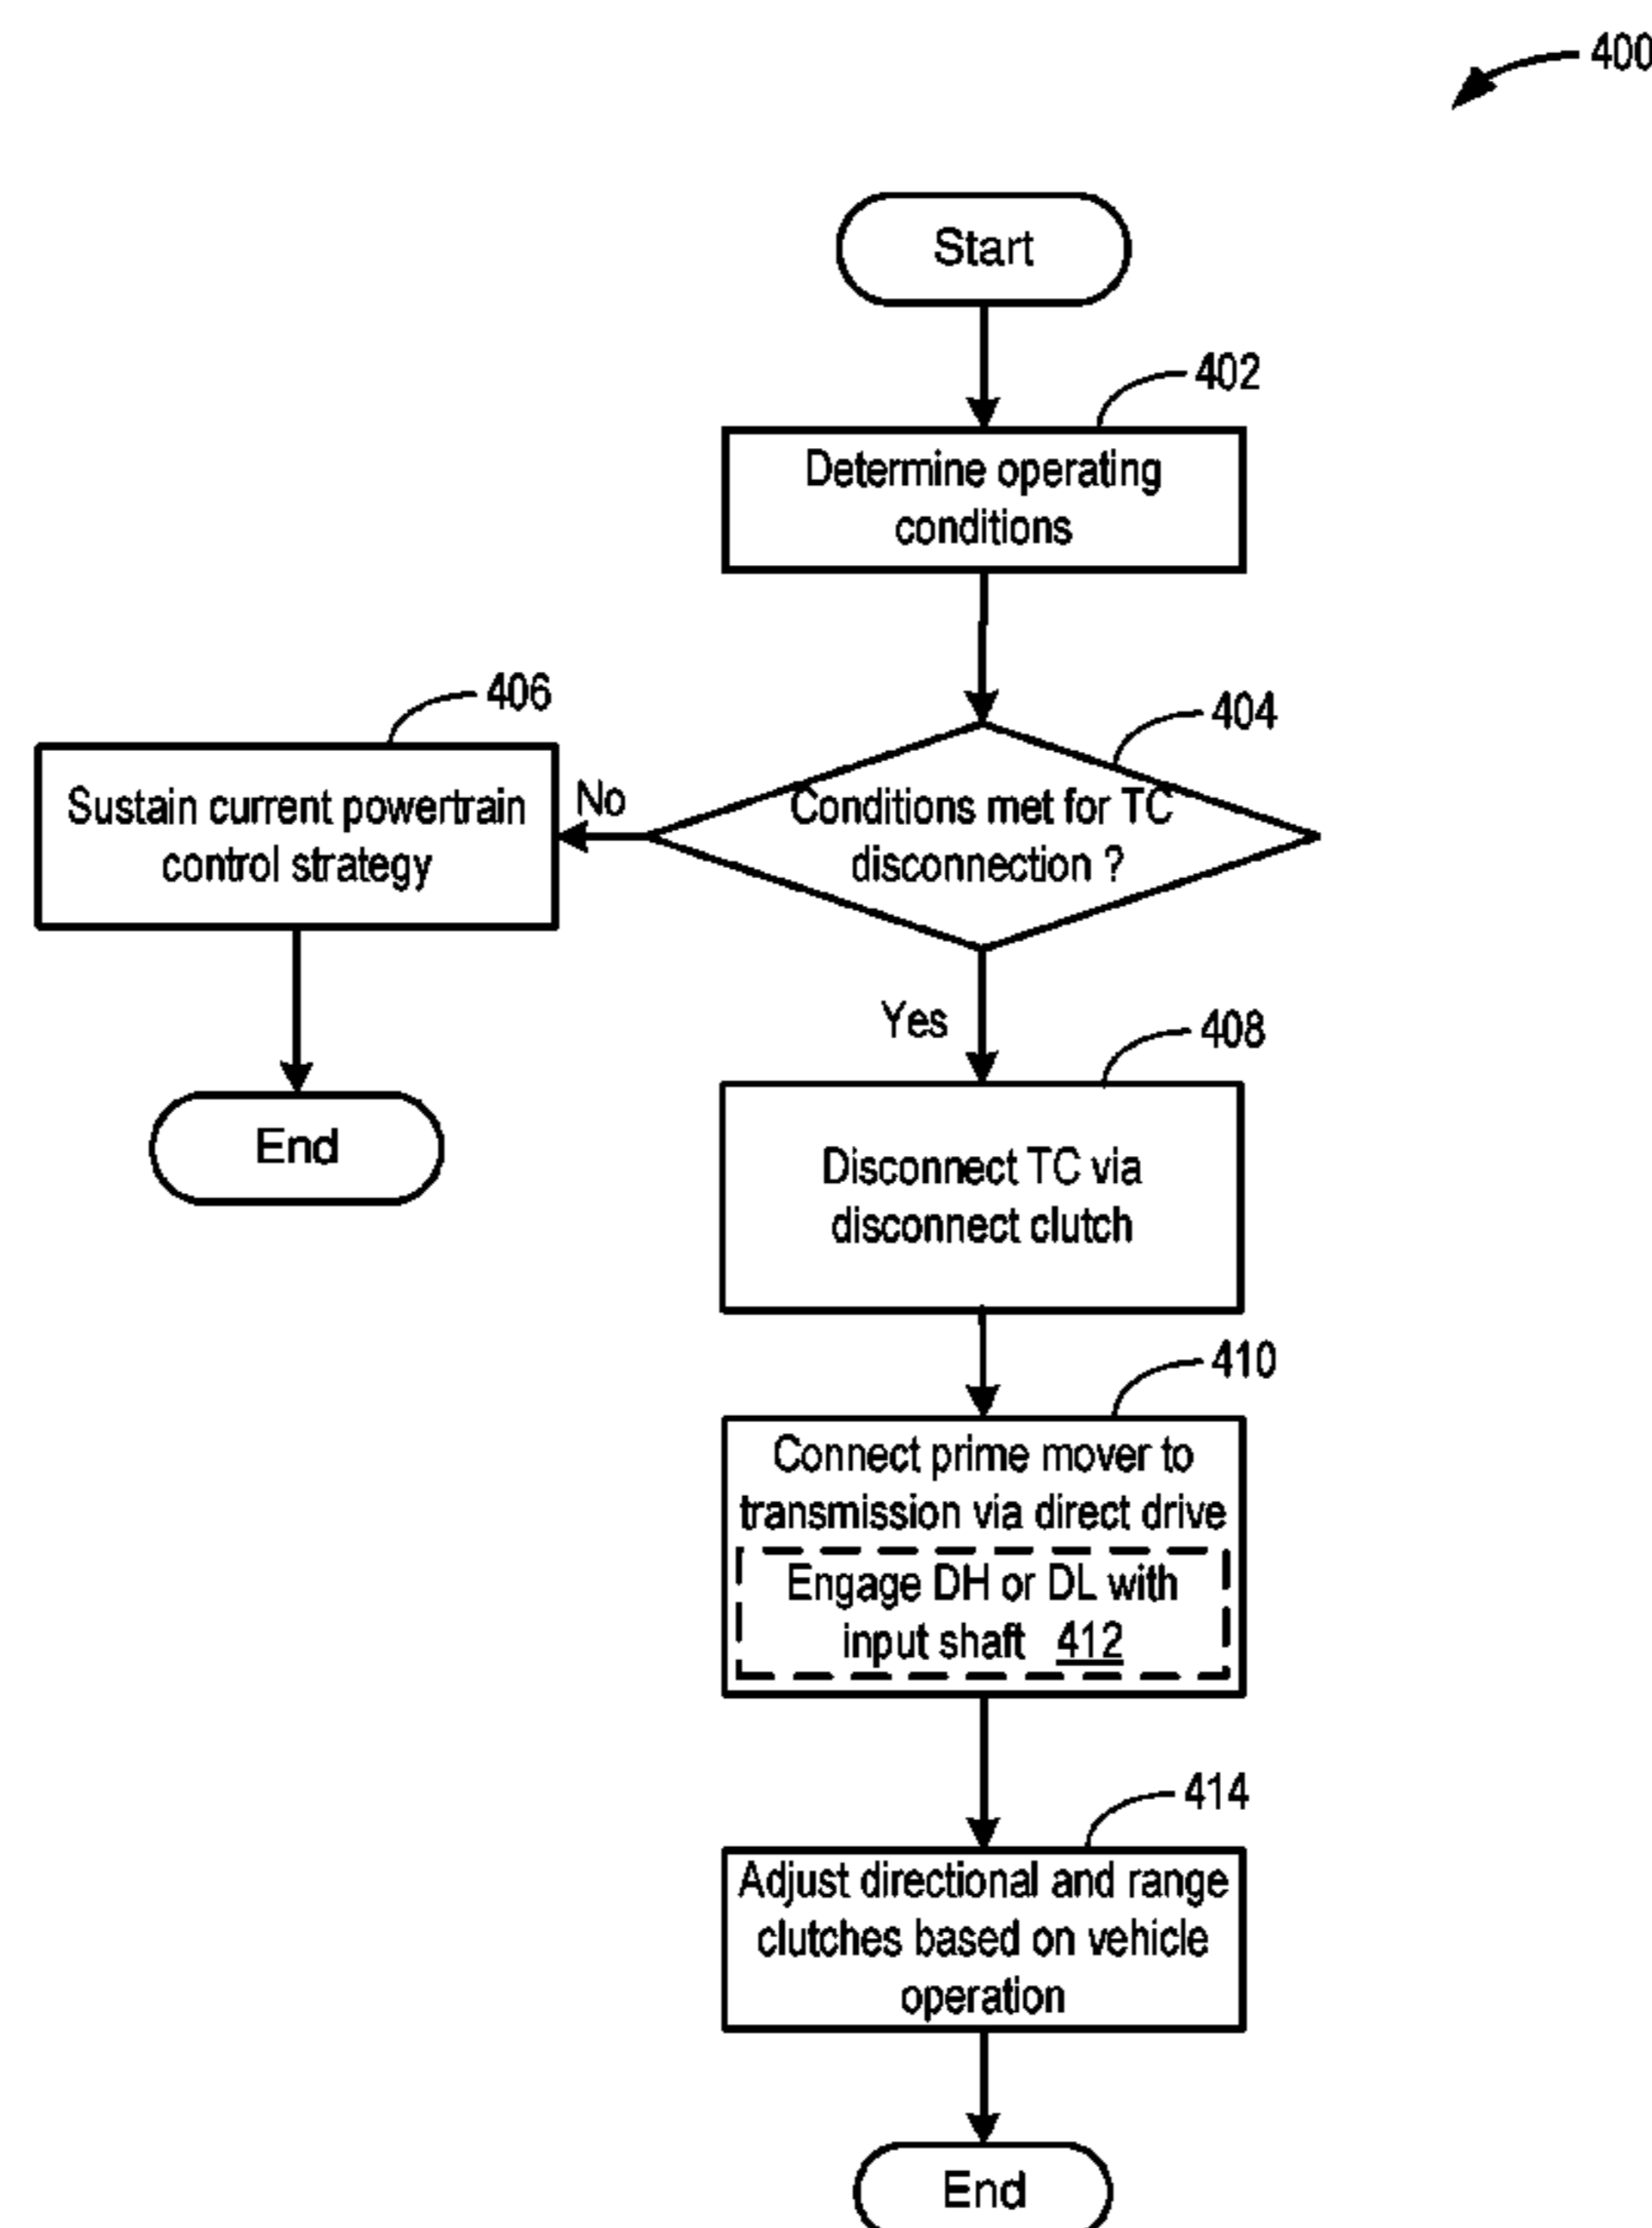 400
Start
402
Determine operating
conditions
406
404
Sustain current powertrain
control strategy
No
Conditions met for TC
disconnection ?
Yes
408
End
Disconnect TC via
disconnect clutch
410
Connect prime mover to
transmission via direct drive
Engage DH or DL with
input shaft 412
414
Adjust directional and range
clutches based on vehicle
operation
End